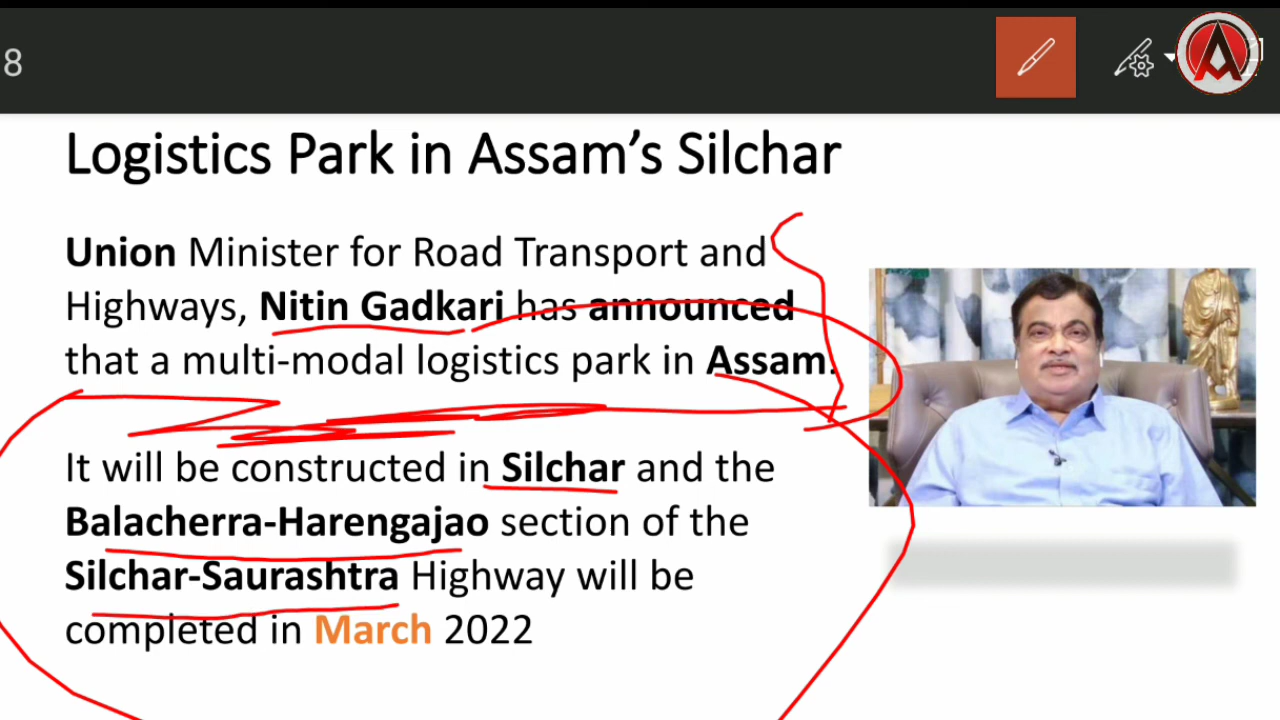 8
Logistics Park in Assam's Silchar
Union Minister for Road Transport and
Highways, Nitin Gadkari has announced
that a multi-modal logistics park in Assam.
It will be constructed in Silchar and the
Balacherra-Harengajao section of the
Silchar-Saurashtra Highway will be
completed in March 2022